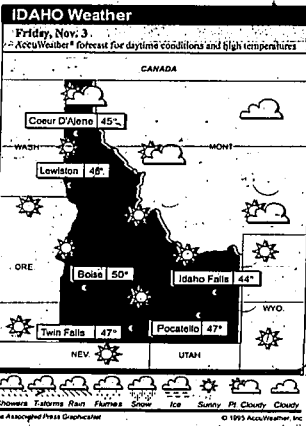 IDAHO Weather
Friday, Nov. 3
AccuWeather® forecast for daytime conditions and high temperatures
CANADA
Coeur D'Alene 45°
WASH
MONT
Lewiston 48°
ORE.
Boise 50°
Idaho Falls 44°
WYO.
Twin Falls 47°
Pocatello 47°
NEV.
UTAH
Showers T-storms Rain Flurries Snow Ice Sunny Pt. Cloudy Cloudy
Associated Press GraphicsNet © 1995 AccuWeather, Inc